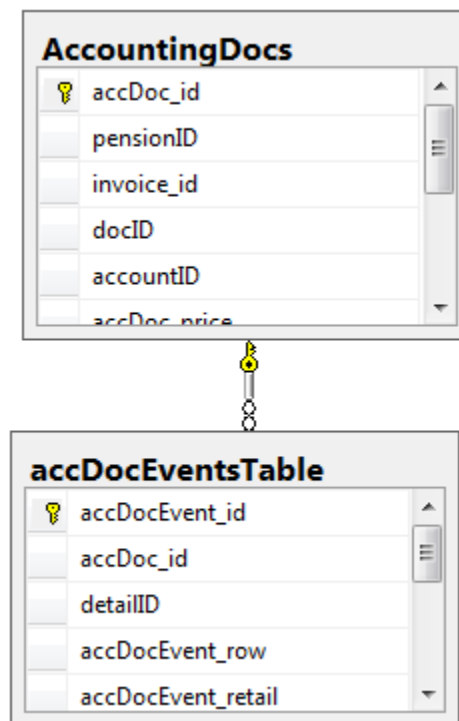 AccountingDocs
accDoc_id
pensionID
invoice_id
docID
accountID
accDoc_price
accDocEventsTable
accDocEvent_id
accDoc_id
detailID
accDocEvent_row
accDocEvent_retail